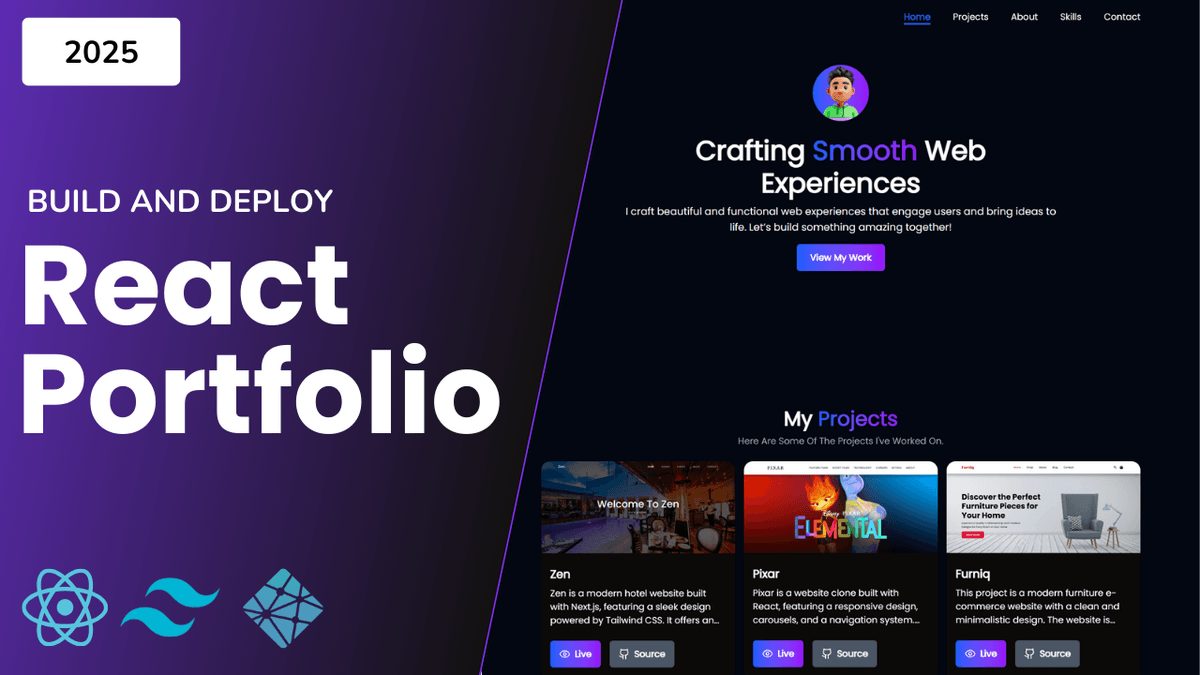 2025
BUILD AND DEPLOY
React
Portfolio
Home Projects About Skills Contact
Crafting Smooth Web
Experiences
I craft beautiful and functional web experiences that engage users and bring ideas to
life. Let's build something amazing together!
View My Work
My Projects
Here Are Some Of The Projects I've Worked On.
Welcome To Zen
PIXAR
Disney PIXAR
ELEMENTAL
Furniq
Discover the Perfect
Furniture Pieces for
Your Home
Zen
Zen is a modern hotel website built
with Next.js, featuring a sleek design
powered by Tailwind CSS. It offers an...
Live Source
Pixar
Pixar is a website clone built with
React, featuring a responsive design,
carousels, and a navigation system....
Live Source
Furniq
This project is a modern furniture e-
commerce website with a clean and
minimalistic design. The website is...
Live Source